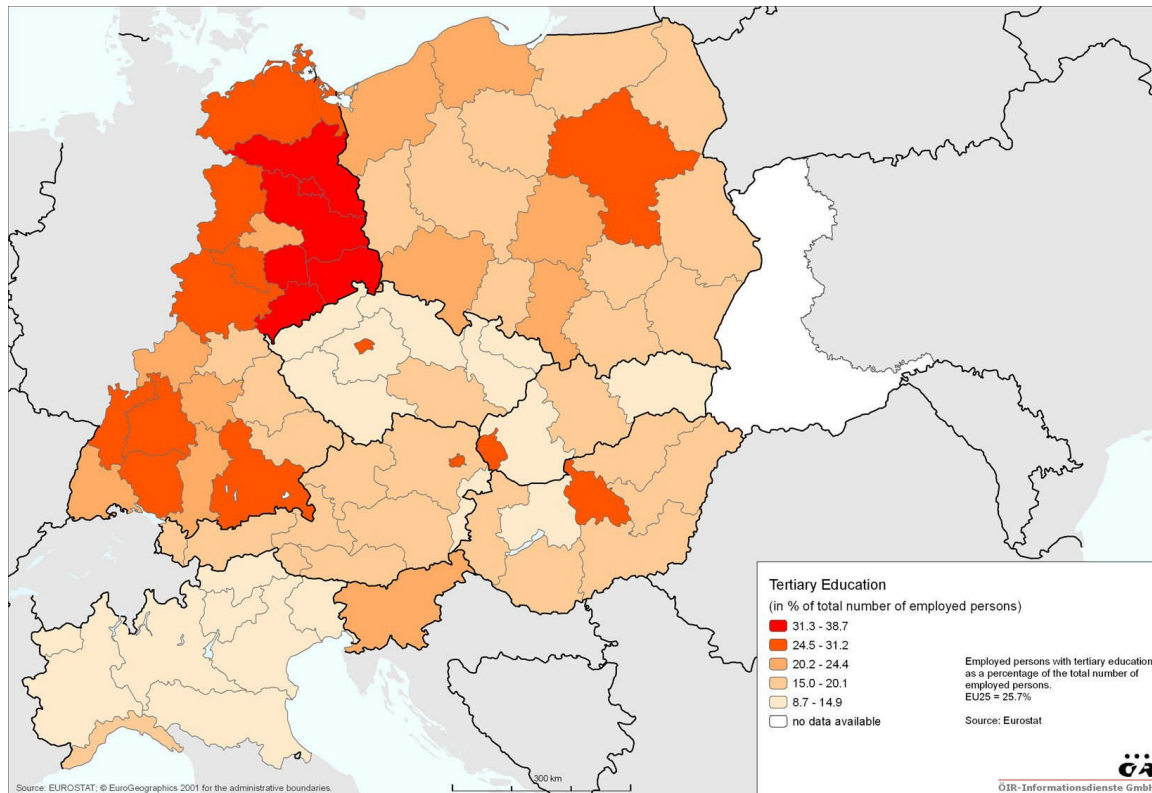 Tertiary Education
(in % of total number of employed persons)
31.3 - 38.7
24.5 - 31.2
20.2 - 24.4
15.0 - 20.1
8.7 - 14.9
no data available
Employed persons with tertiary education
as a percentage of the total number of
employed persons.
EU25 = 25.7%
Source: Eurostat
300 km
Source: EUROSTAT; © EuroGeographics 2001 for the administrative boundaries.
ÖIR-Informationsdienste GmbH